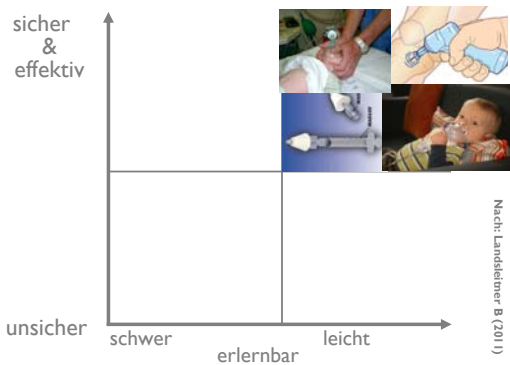 sicher
&
effektiv
unsicher
schwer
leicht
erlernbar
Nach: Landsleitner B (2011)